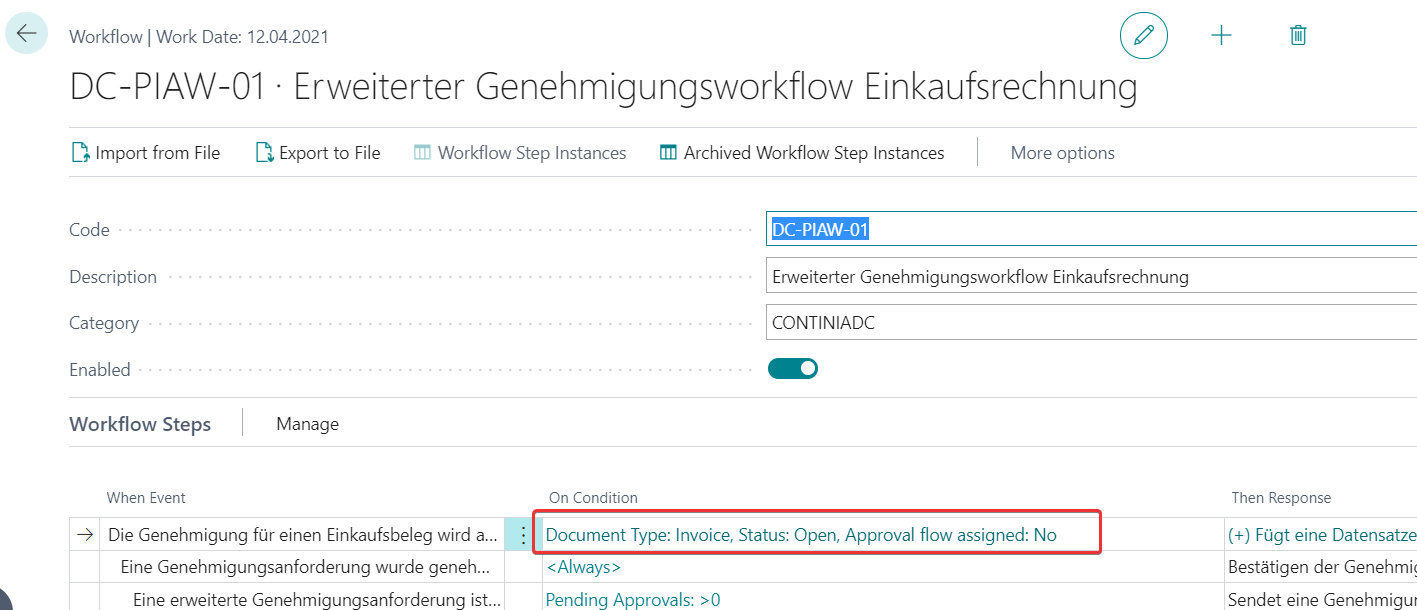 Workflow | Work Date: 12.04.2021
DC-PIAW-01 · Erweiterter Genehmigungsworkflow Einkaufsrechnung
Import from File Export to File Workflow Step Instances Archived Workflow Step Instances More options
Code DC-PIAW-01
Description Erweiterter Genehmigungsworkflow Einkaufsrechnung
Category CONTINIADC
Enabled
Workflow Steps Manage
When Event On Condition Then Response
Die Genehmigung für einen Einkaufsbeleg wird a... Document Type: Invoice, Status: Open, Approval flow assigned: No (+) Fügt eine Datensatze
Eine Genehmigungsanforderung wurde geneh... <Always> Bestätigen der Genehmig
Eine erweiterte Genehmigungsanforderung ist... Pending Approvals: >0 Sendet eine Genehmigun